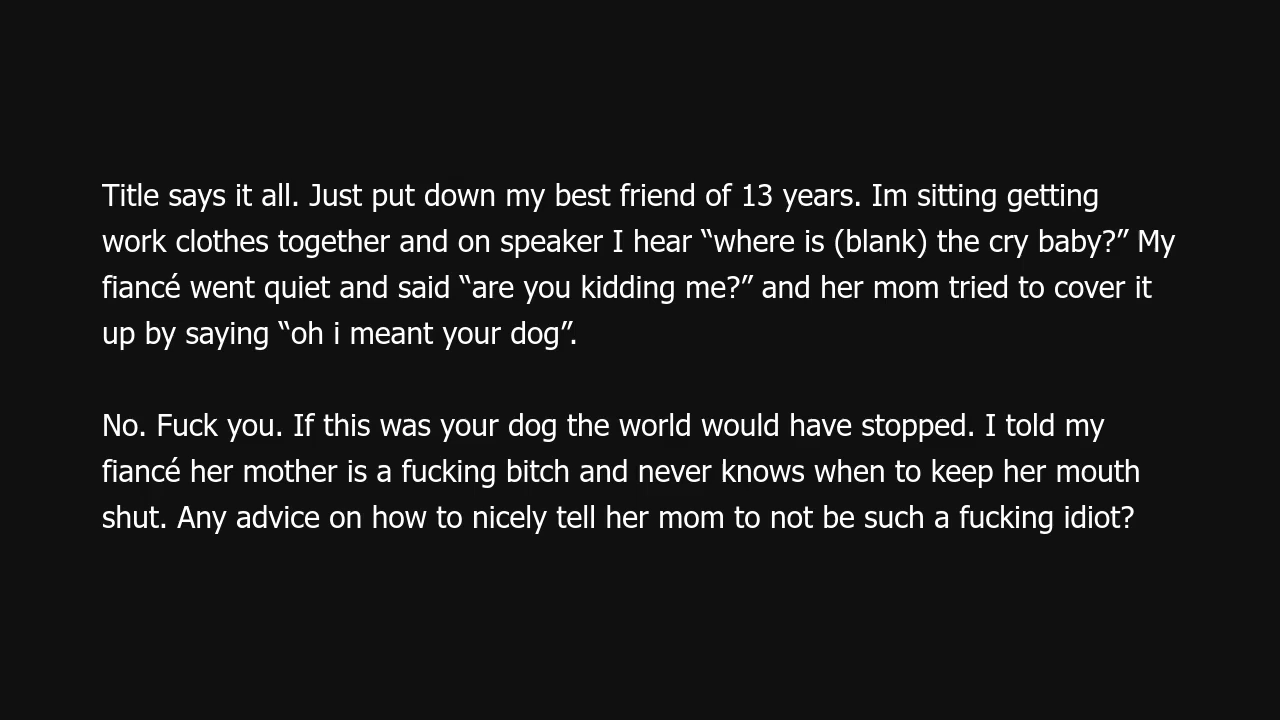 Title says it all. Just put down my best friend of 13 years. Im sitting getting
work clothes together and on speaker I hear “where is (blank) the cry baby?” My
fiancé went quiet and said “are you kidding me?” and her mom tried to cover it
up by saying “oh i meant your dog”.
No. Fuck you. If this was your dog the world would have stopped. I told my
fiancé her mother is a fucking bitch and never knows when to keep her mouth
shut. Any advice on how to nicely tell her mom to not be such a fucking idiot?